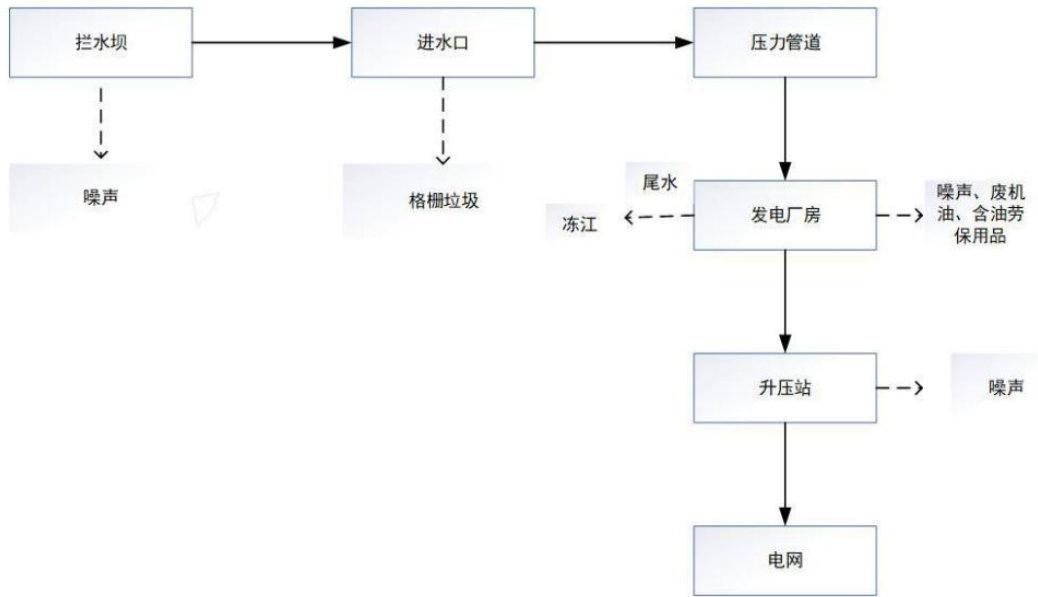 拦水坝
进水口
压力管道
噪声
格栅垃圾
尾水
冻江
发电厂房
噪声、废机
油、含油劳
保用品
升压站
噪声
电网